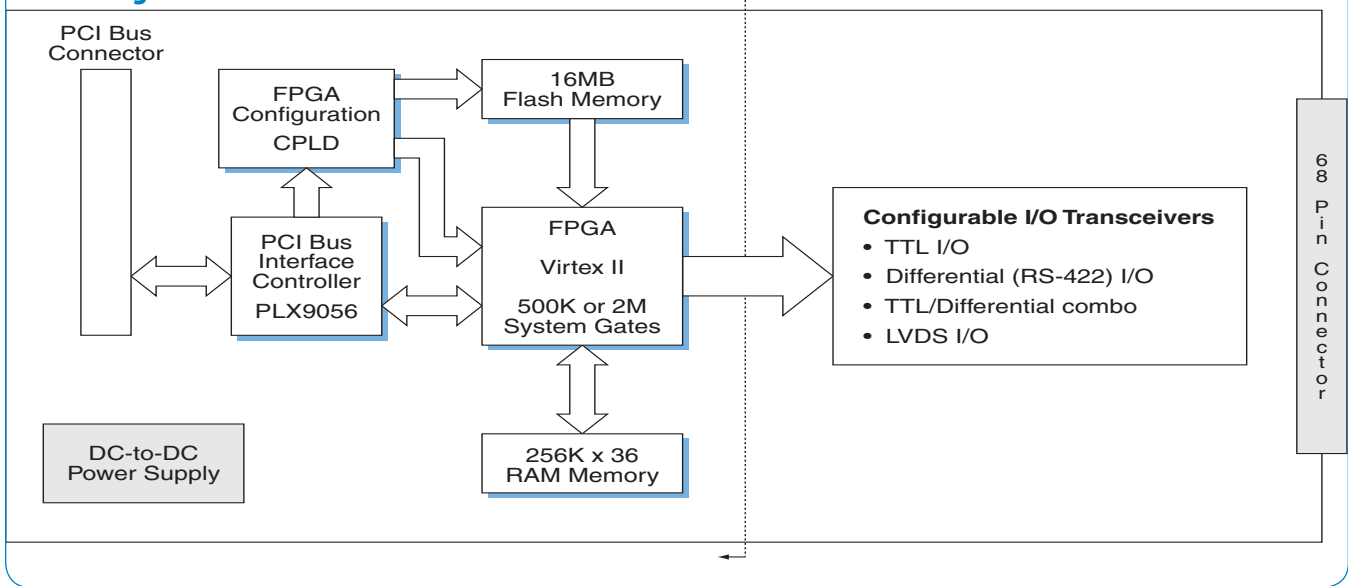 PCI Bus
Connector
FPGA
Configuration
CPLD
16MB
Flash Memory
PCI Bus
Interface
Controller
PLX9056
FPGA
Virtex II
500K or 2M
System Gates
Configurable I/O Transceivers
• TTL I/O
• Differential (RS-422) I/O
• TTL/Differential combo
• LVDS I/O
68 Pin Connector
DC-to-DC
Power Supply
256K x 36
RAM Memory